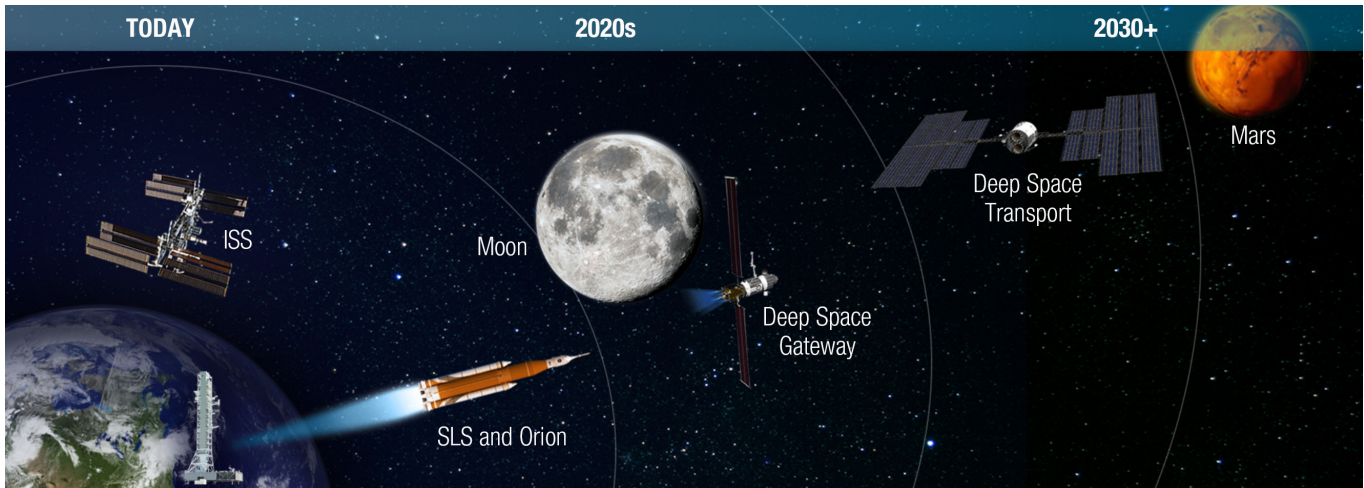 TODAY
2020s
2030+
Mars
Deep Space
Transport
ISS
Moon
Deep Space
Gateway
SLS and Orion